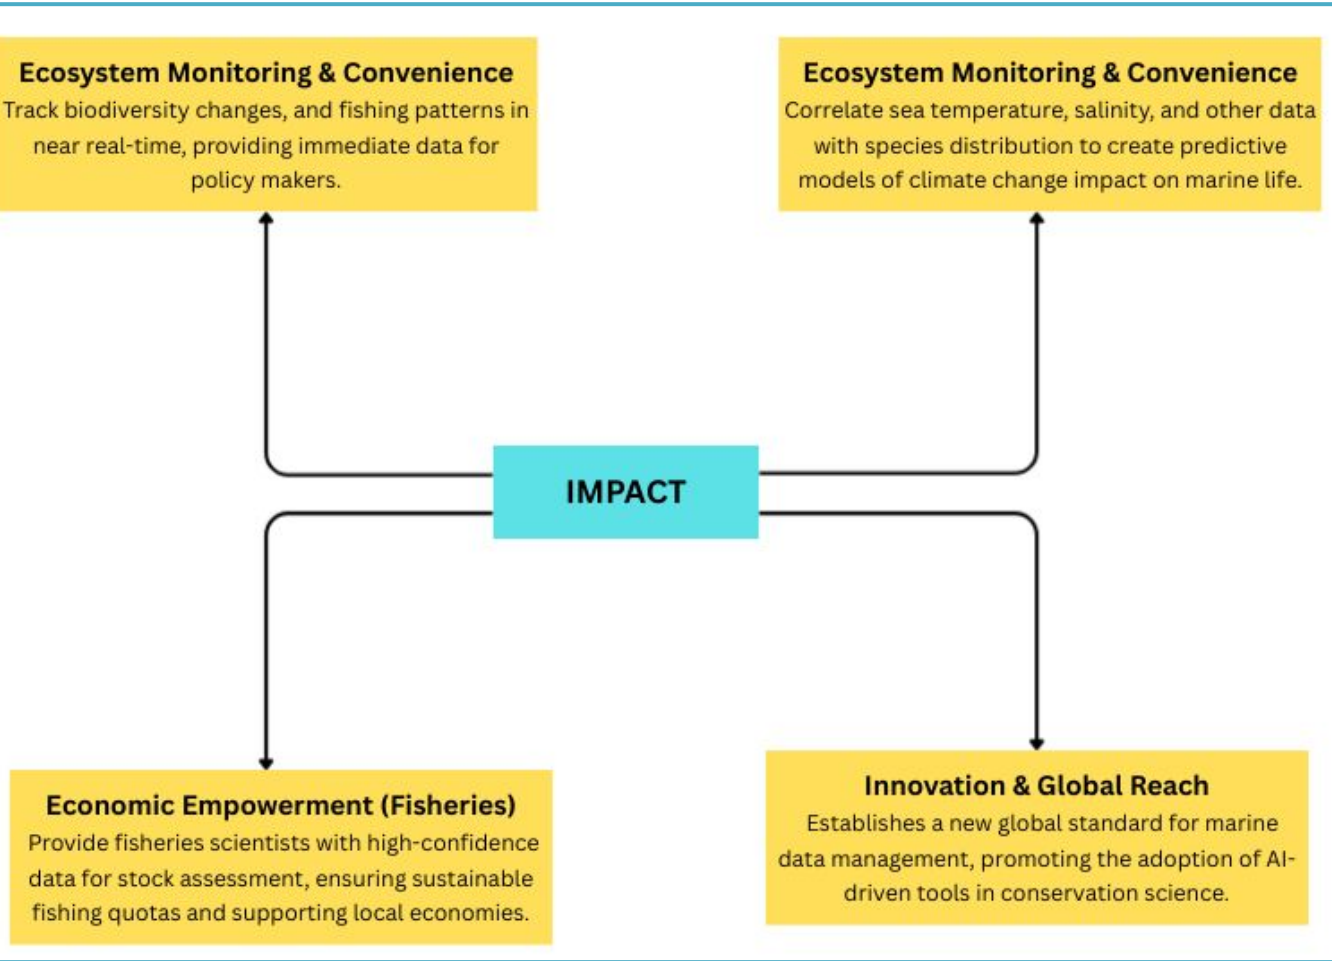 Ecosystem Monitoring & Convenience
Track biodiversity changes, and fishing patterns in
near real-time, providing immediate data for
policy makers.
Ecosystem Monitoring & Convenience
Correlate sea temperature, salinity, and other data
with species distribution to create predictive
models of climate change impact on marine life.
IMPACT
Economic Empowerment (Fisheries)
Provide fisheries scientists with high-confidence
data for stock assessment, ensuring sustainable
fishing quotas and supporting local economies.
Innovation & Global Reach
Establishes a new global standard for marine
data management, promoting the adoption of AI-
driven tools in conservation science.